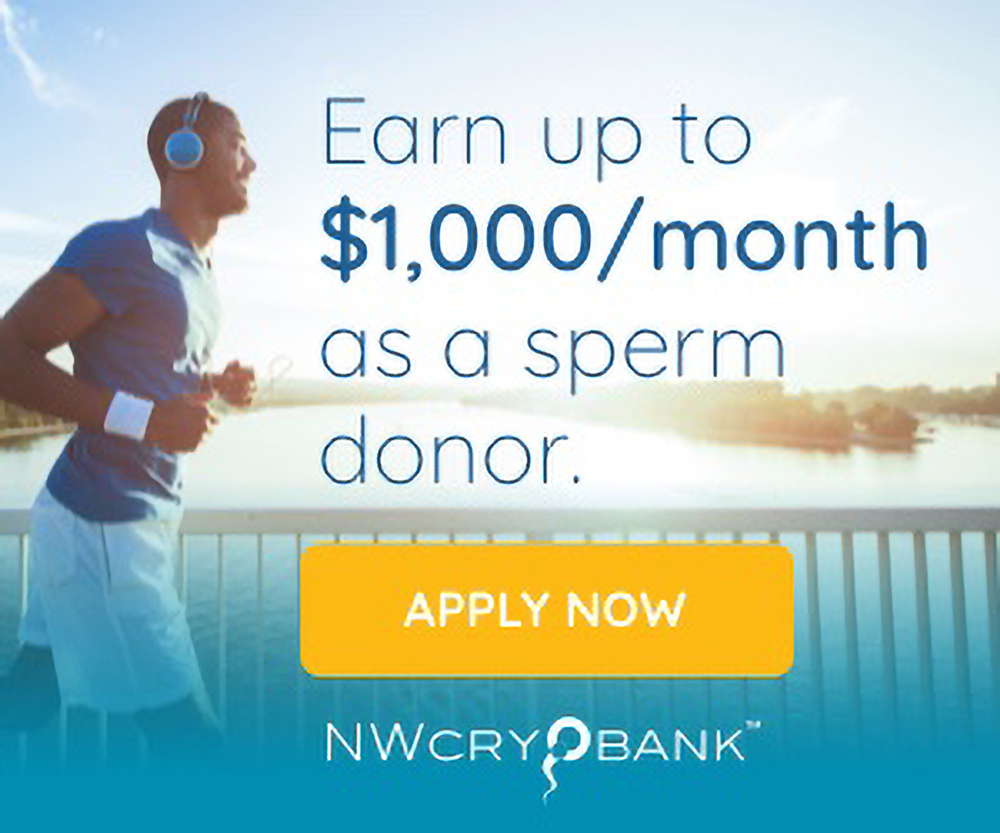 Earn up to
$1,000/month
as a sperm
donor.
APPLY NOW
NWCRYOBANK™